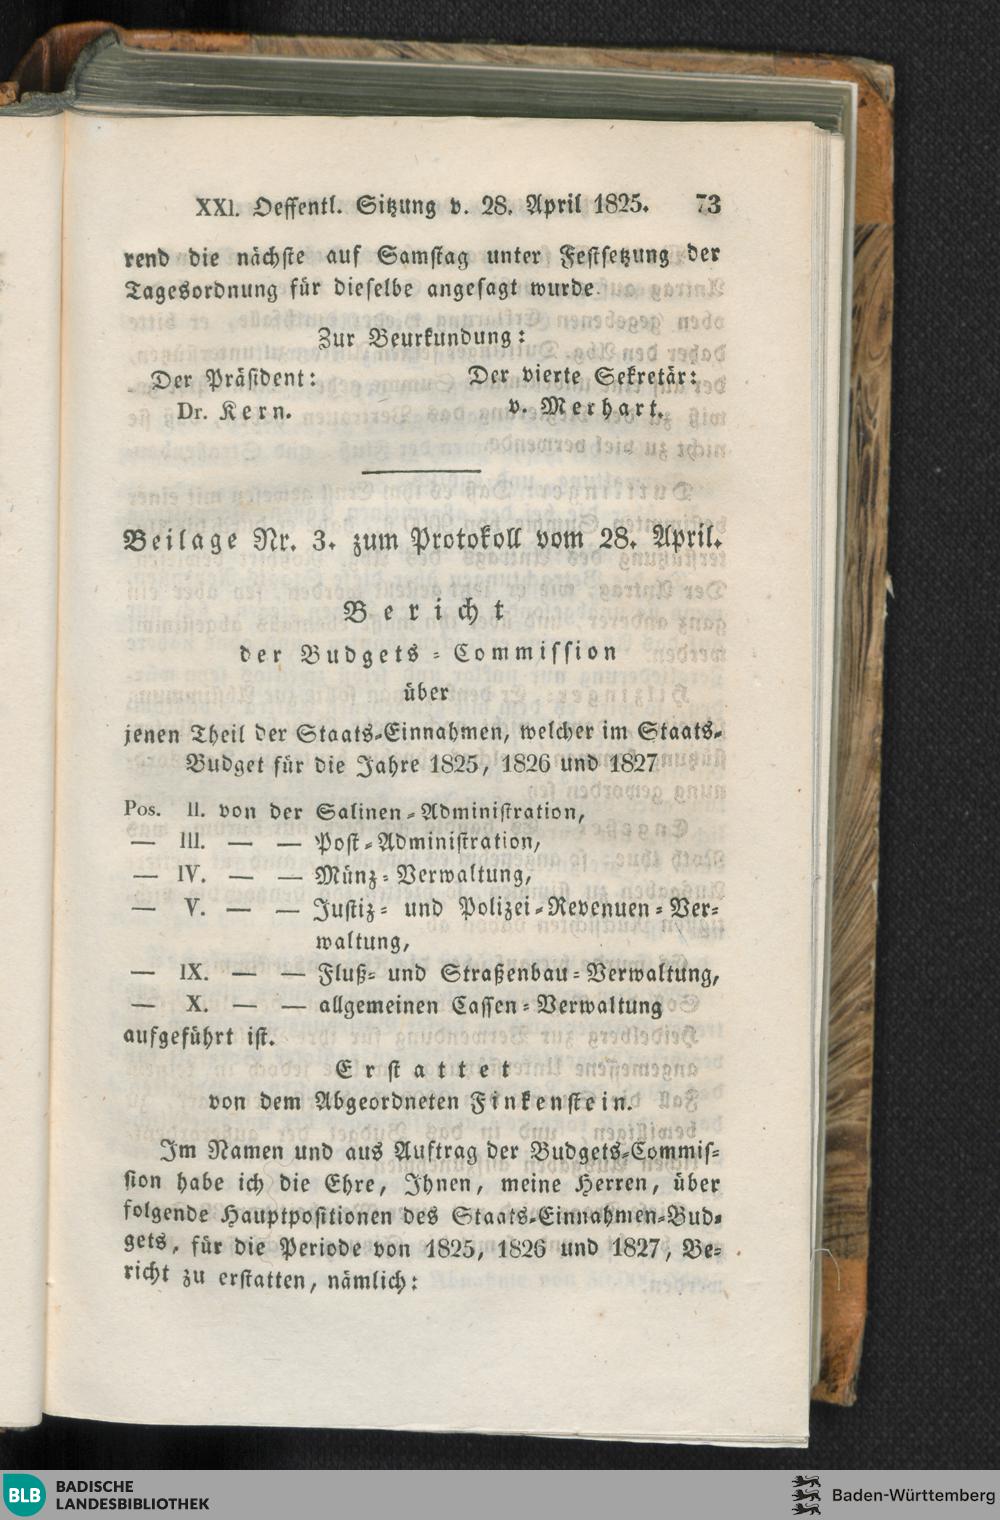 XXI. Oeffentl. Sitzung v. 28. April 1825. 73
rend die nächste auf Samstag unter Festsetzung der
Tagesordnung für dieselbe angesagt wurde.
Zur Beurkundung:
Der Präsident: Der vierte Sekretär:
Dr. Kern. v. Merhart.
Beilage Nr. 3. zum Protokoll vom 28. April.
Bericht
der Budgets-Commission
über
jenen Theil der Staats-Einnahmen, welcher im Staats-
Budget für die Jahre 1825, 1826 und 1827
Pos. II. von der Salinen-Administration,
— III. — — Post-Administration,
— IV. — — Münz-Verwaltung,
— V. — — Justiz- und Polizei-Revenuen-Ver-
waltung,
— IX. — — Fluß- und Straßenbau-Verwaltung,
— X. — — allgemeinen Cassen-Verwaltung
aufgeführt ist.
Erstattet
von dem Abgeordneten Finkenstein.
Im Namen und aus Auftrag der Budgets-Commis-
sion habe ich die Ehre, Ihnen, meine Herren, über
folgende Hauptpositionen des Staats-Einnahmen-Bud-
gets, für die Periode von 1825, 1826 und 1827, Be-
richt zu erstatten, nämlich:
BLB BADISCHE
LANDESBIBLIOTHEK
Baden-Württemberg